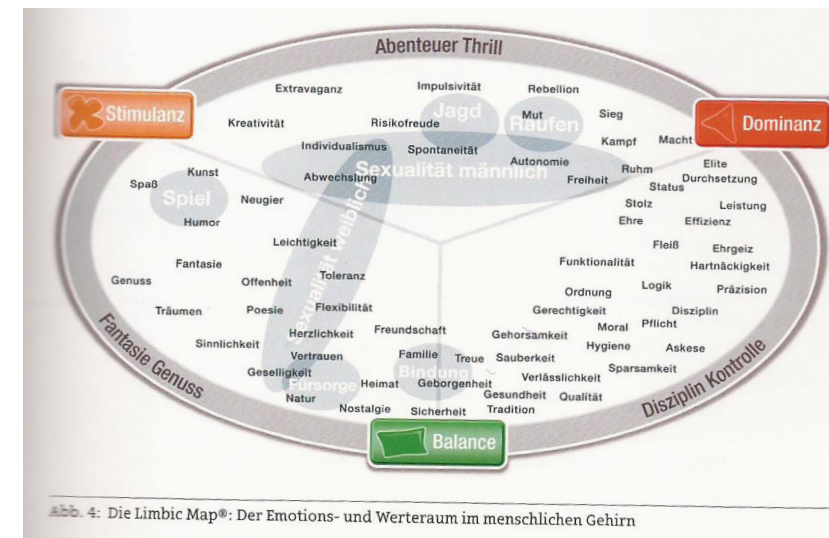 Abenteuer Thrill
Stimulanz
Dominanz
Extravaganz
Impulsivität
Rebellion
Kreativität
Risikofreude
Jagd
Mut
Raufen
Sieg
Kampf
Macht
Individualismus
Spontaneität
Autonomie
Sexualität männlich
Abwechslung
Freiheit
Ruhm
Elite
Status
Durchsetzung
Kunst
Spaß
Spiel
Neugier
Humor
Sexualität weiblich
Stolz
Leistung
Ehre
Effizienz
Leichtigkeit
Fleiß
Ehrgeiz
Fantasie
Toleranz
Funktionalität
Hartnäckigkeit
Genuss
Offenheit
Ordnung
Logik
Präzision
Träumen
Poesie
Flexibilität
Gerechtigkeit
Disziplin
Moral
Pflicht
Sinnlichkeit
Herzlichkeit
Freundschaft
Gehorsamkeit
Hygiene
Askese
Vertrauen
Familie
Treue
Sauberkeit
Sparsamkeit
Geselligkeit
Fürsorge
Heimat
Bindung
Geborgenheit
Verlässlichkeit
Natur
Gesundheit
Qualität
Nostalgie
Sicherheit
Tradition
Fantasie Genuss
Disziplin Kontrolle
Balance
Abb. 4: Die Limbic Map®: Der Emotions- und Werteraum im menschlichen Gehirn